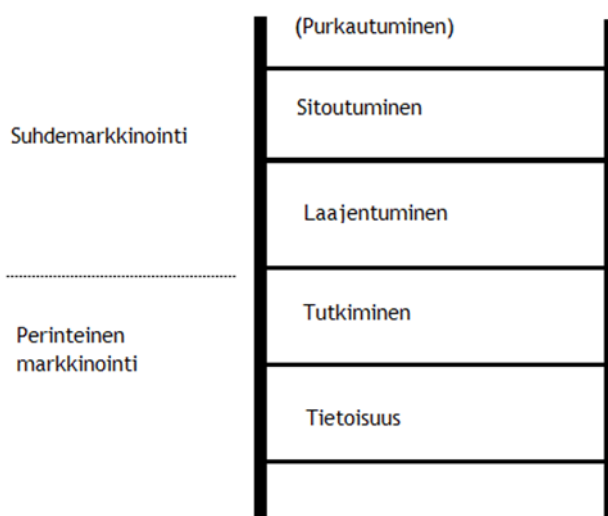 (Purkautuminen)
Sitoutuminen
Suhdemarkkinointi
Laajentuminen
Tutkiminen
Perinteinen
markkinointi
Tietoisuus